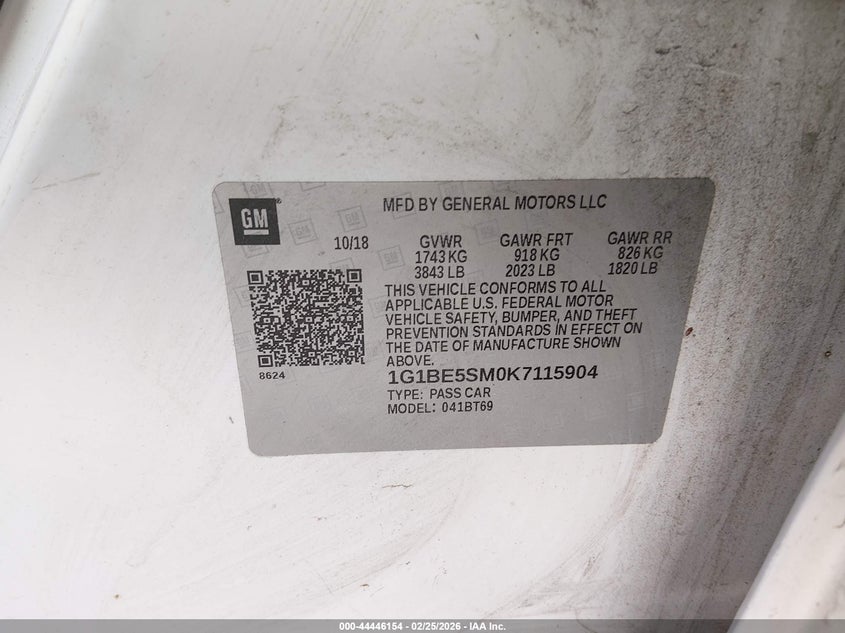 GM
MFD BY GENERAL MOTORS LLC
10/18 GVWR GAWR FRT GAWR RR
1743 KG 918 KG 826 KG
3843 LB 2023 LB 1820 LB
THIS VEHICLE CONFORMS TO ALL
APPLICABLE U.S. FEDERAL MOTOR
VEHICLE SAFETY, BUMPER, AND THEFT
PREVENTION STANDARDS IN EFFECT ON
THE DATE OF MANUFACTURE SHOWN
ABOVE.
8624
1G1BE5SM0K7115904
TYPE: PASS CAR
MODEL: 041BT69
000-44446154 - 02/25/2026 - IAA Inc.